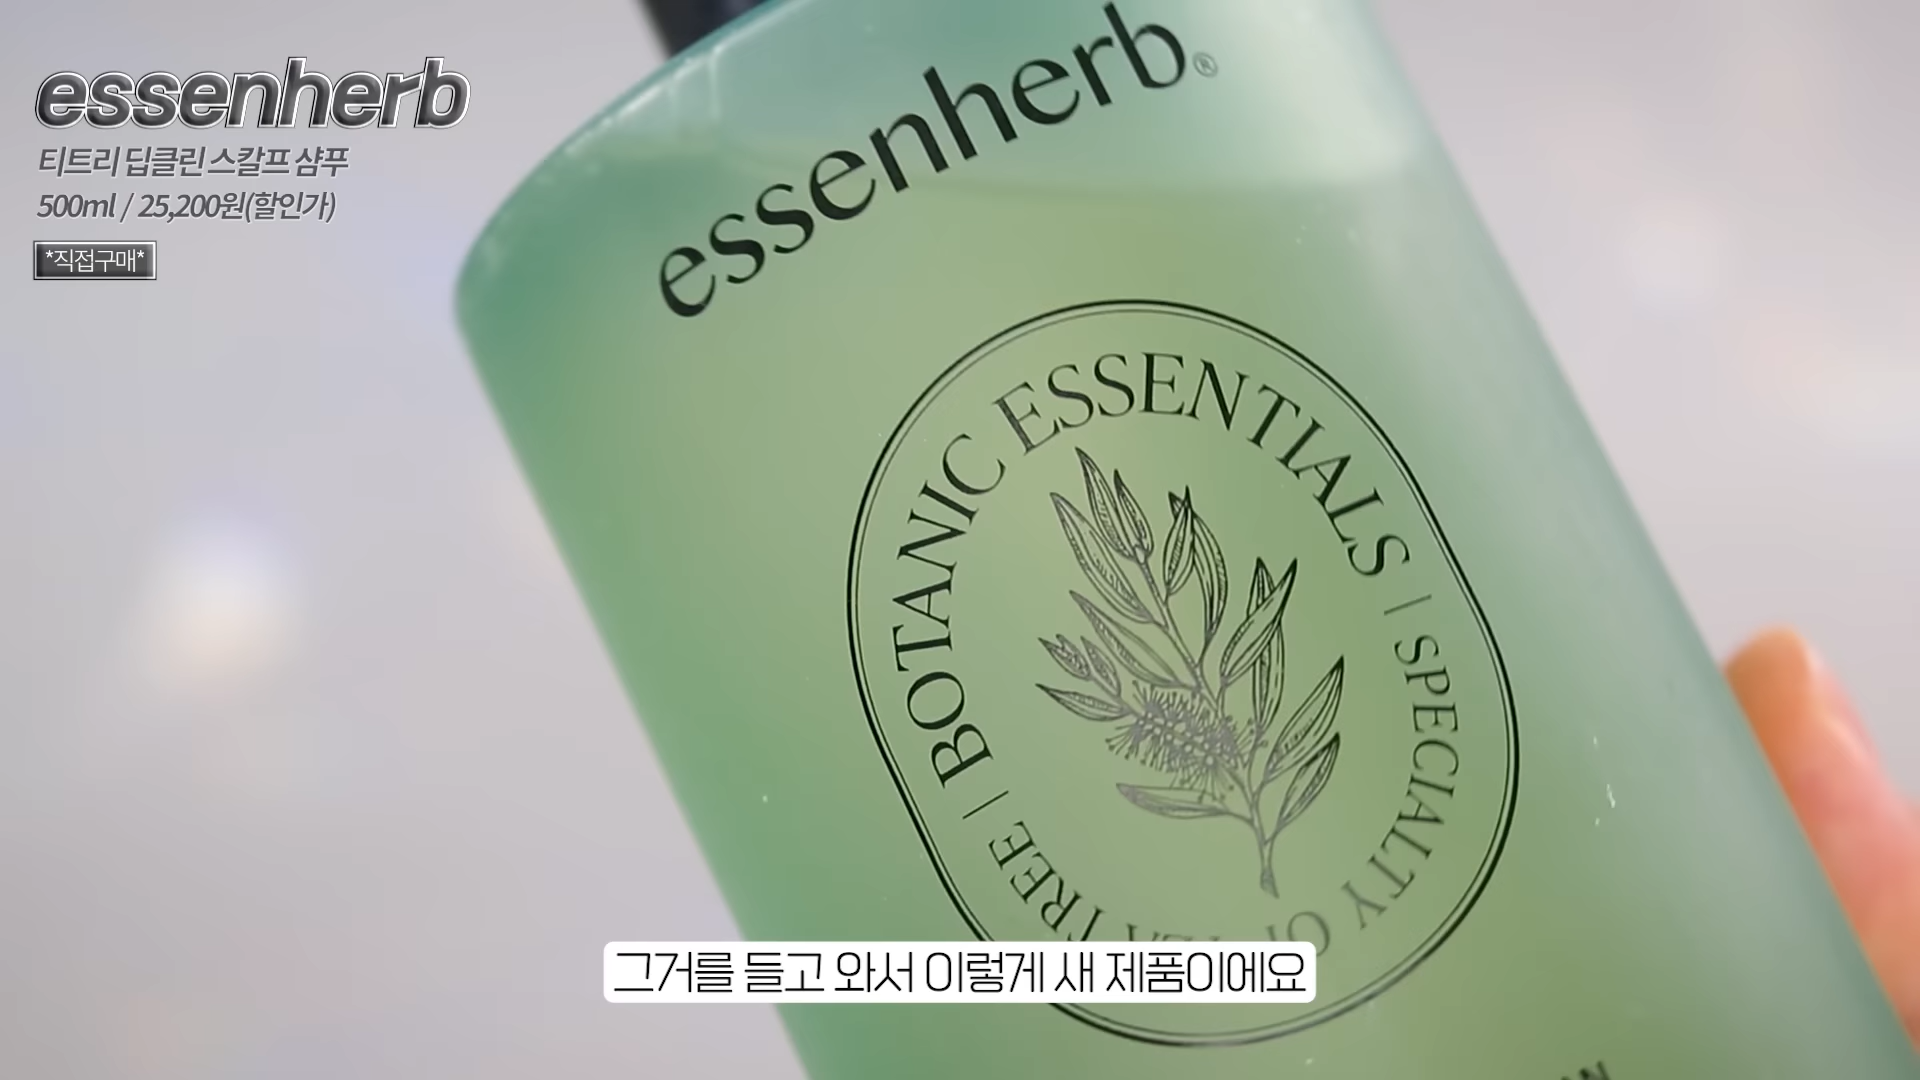 essenherb
티트리 딥클린 스칼프 샴푸
500ml / 25,200원(할인가)
*직접구매*
essenherb®
BOTANIC ESSENTIALS | SPECIALTY OF TEA TREE |
그거를 들고 와서 이렇게 새 제품이에요